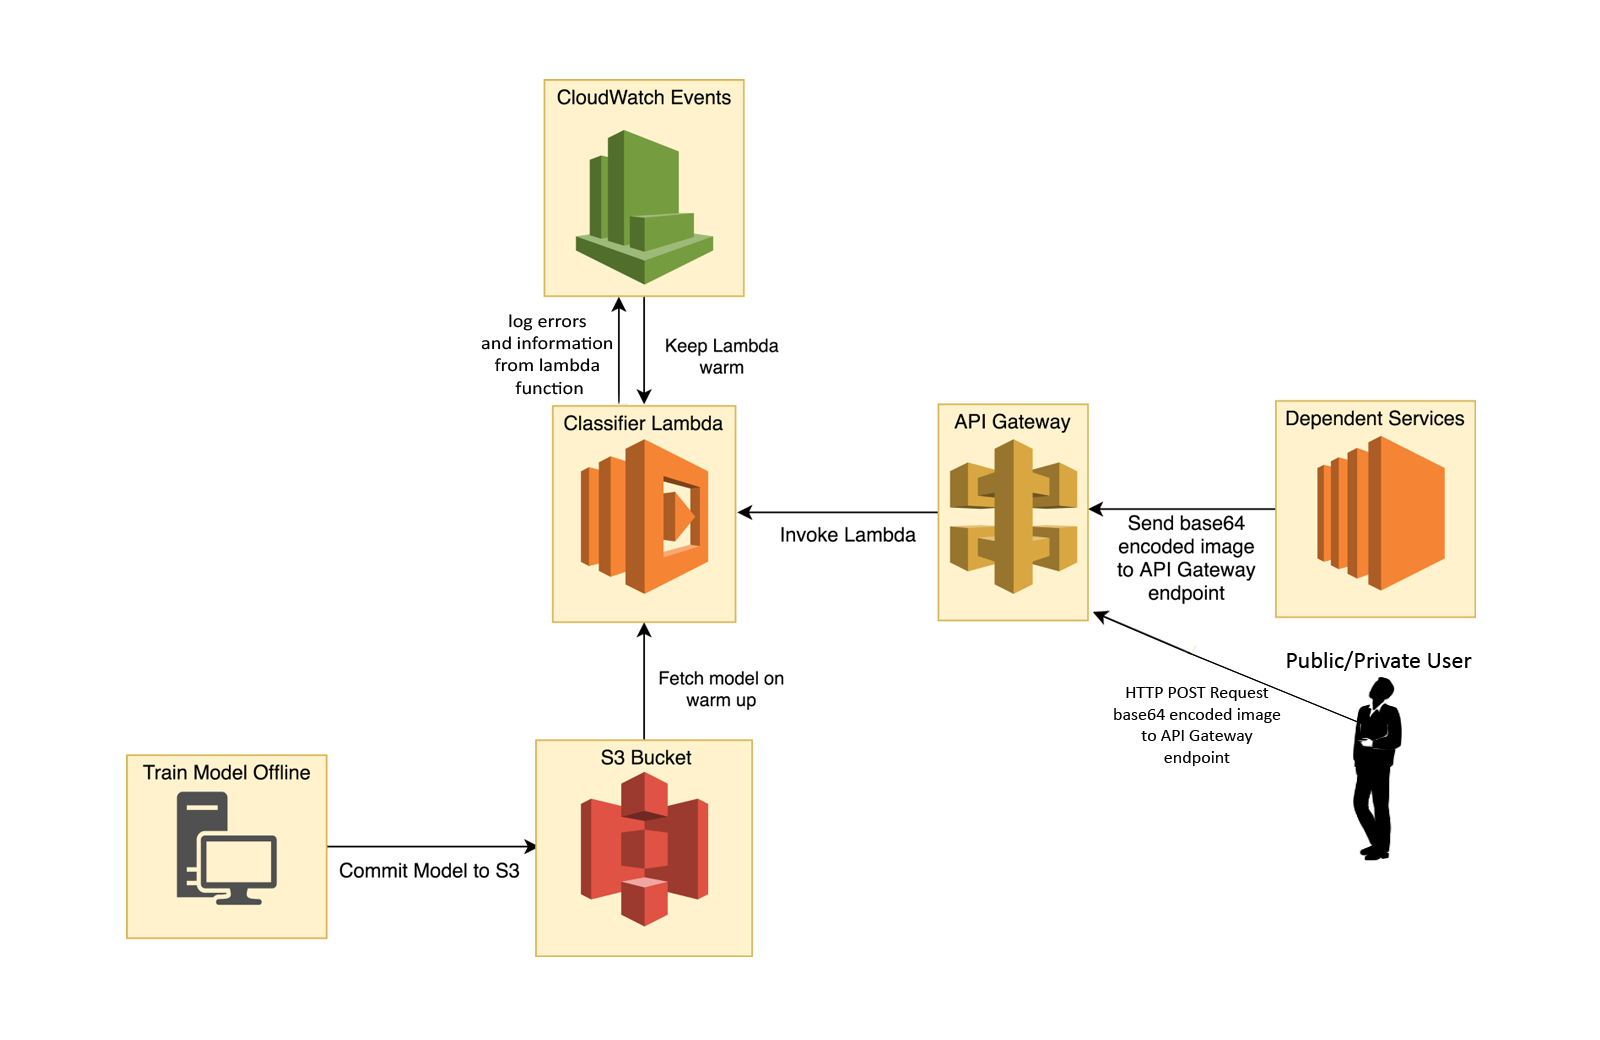 CloudWatch Events
log errors
and information
from lambda
function
Keep Lambda
warm
Classifier Lambda
API Gateway
Dependent Services
Invoke Lambda
Send base64
encoded image
to API Gateway
endpoint
Public/Private User
HTTP POST Request
base64 encoded image
to API Gateway
endpoint
Fetch model on
warm up
S3 Bucket
Train Model Offline
Commit Model to S3